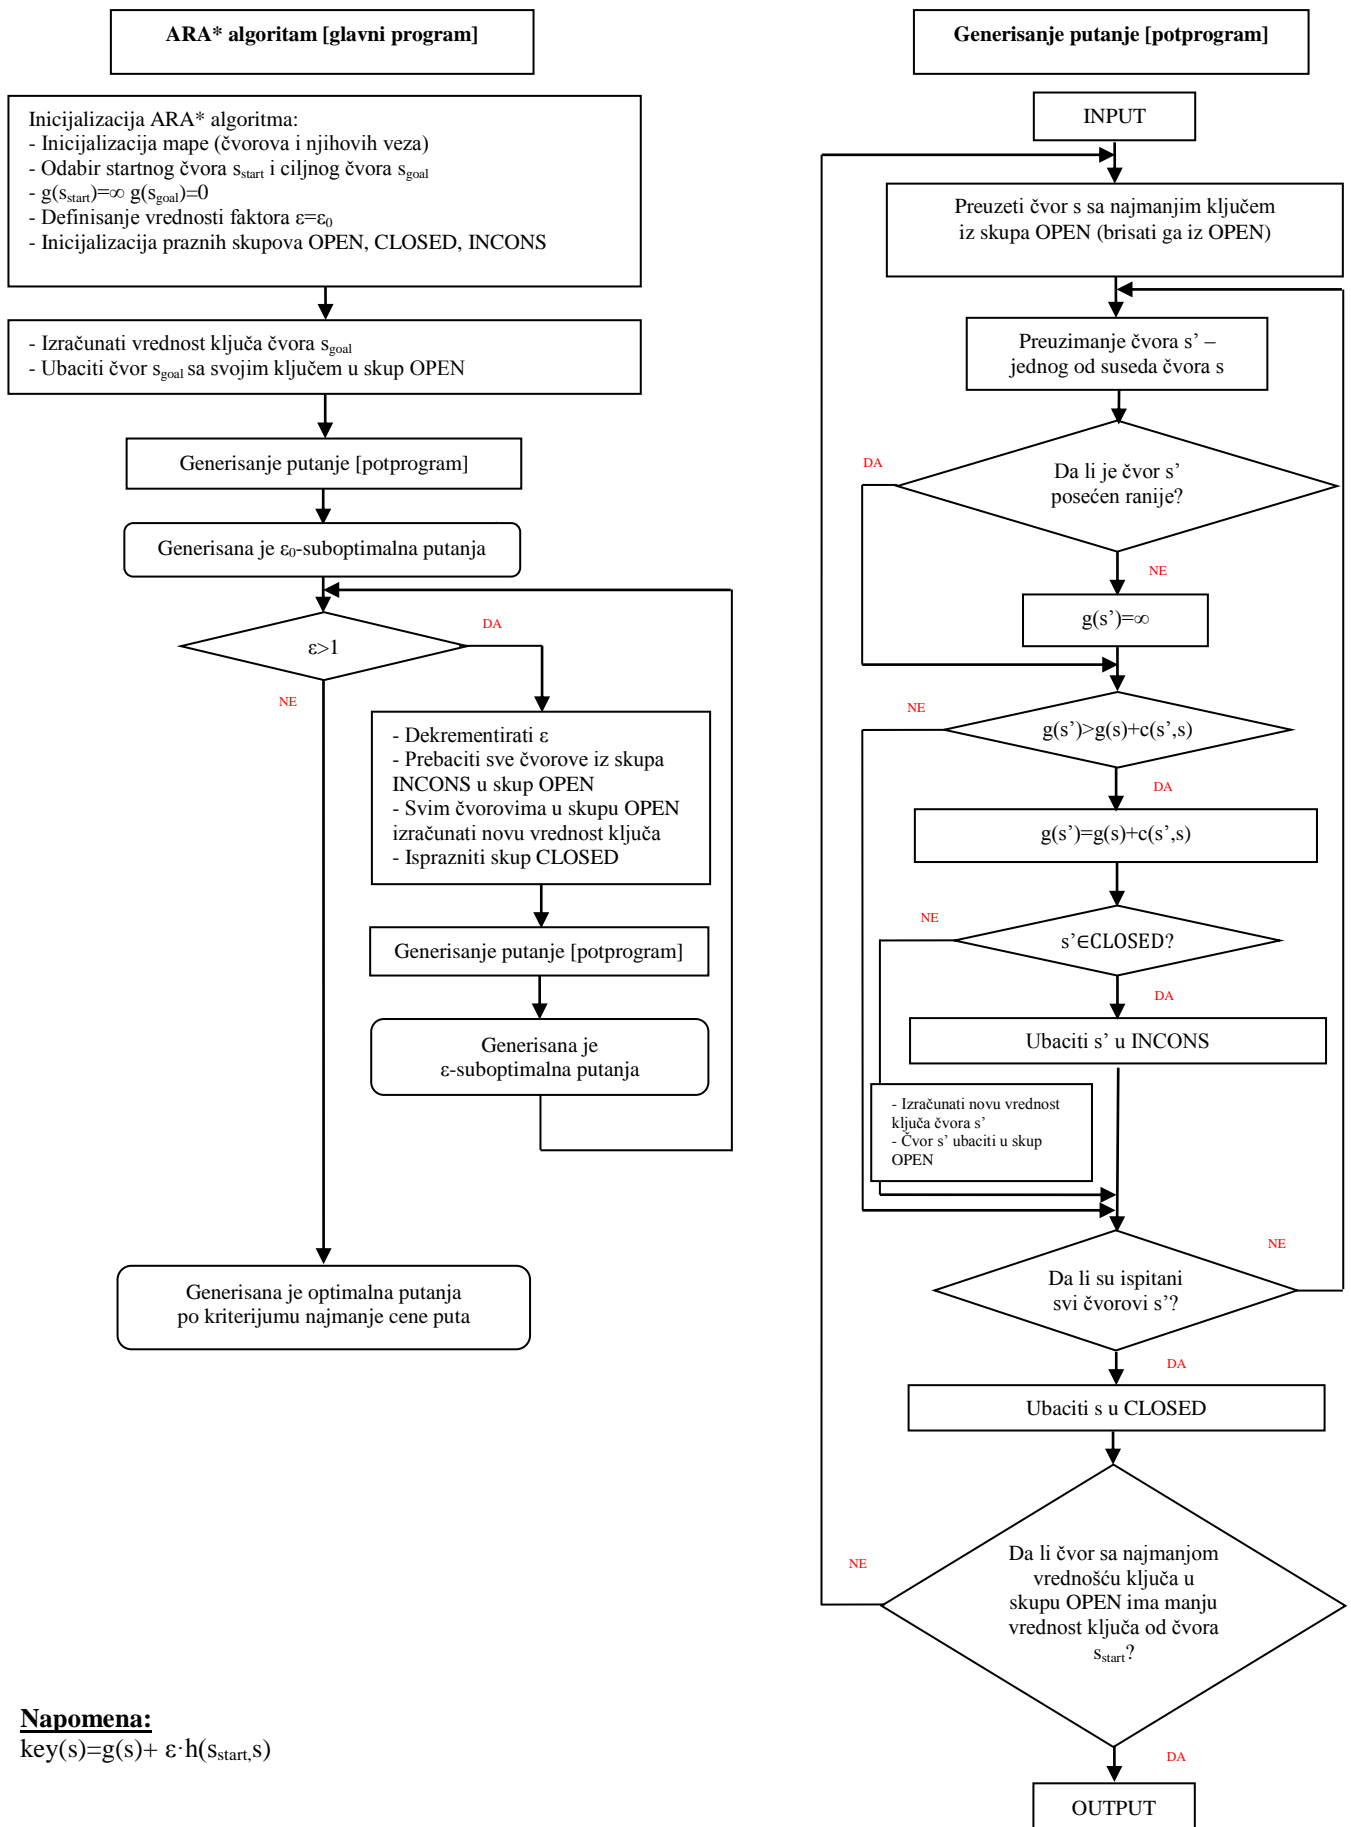 ARA* algoritam [glavni program]
Inicijalizacija ARA* algoritma:
- Inicijalizacija mape (čvorova i njihovih veza)
- Odabir startnog čvora sstart i ciljnog čvora sgoal
- g(sstart)=∞ g(sgoal)=0
- Definisanje vrednosti faktora ε=ε0
- Inicijalizacija praznih skupova OPEN, CLOSED, INCONS
- Izračunati vrednost ključa čvora sgoal
- Ubaciti čvor sgoal sa svojim ključem u skup OPEN
Generisanje putanje [potprogram]
Generisana je ε0-suboptimalna putanja
ε>1
DA
NE
- Dekrementirati ε
- Prebaciti sve čvorove iz skupa
INCONS u skup OPEN
- Svim čvorovima u skupu OPEN
izračunati novu vrednost ključa
- Isprazniti skup CLOSED
Generisanje putanje [potprogram]
Generisana je
ε-suboptimalna putanja
Generisana je optimalna putanja
po kriterijumu najmanje cene puta
Napomena:
key(s)=g(s)+ ε·h(sstart,s)
Generisanje putanje [potprogram]
INPUT
Preuzeti čvor s sa najmanjim ključem
iz skupa OPEN (brisati ga iz OPEN)
Preuzimanje čvora s’ –
jednog od suseda čvora s
DA
Da li je čvor s’
posećen ranije?
NE
g(s’)=∞
NE
g(s’)>g(s)+c(s’,s)
DA
g(s’)=g(s)+c(s’,s)
NE
s’∈CLOSED?
DA
Ubaciti s’ u INCONS
- Izračunati novu vrednost
ključa čvora s’
- Čvor s’ ubaciti u skup
OPEN
NE
Da li su ispitani
svi čvorovi s’?
DA
Ubaciti s u CLOSED
NE
Da li čvor sa najmanjom
vrednošću ključa u
skupu OPEN ima manju
vrednost ključa od čvora
sstart?
DA
OUTPUT